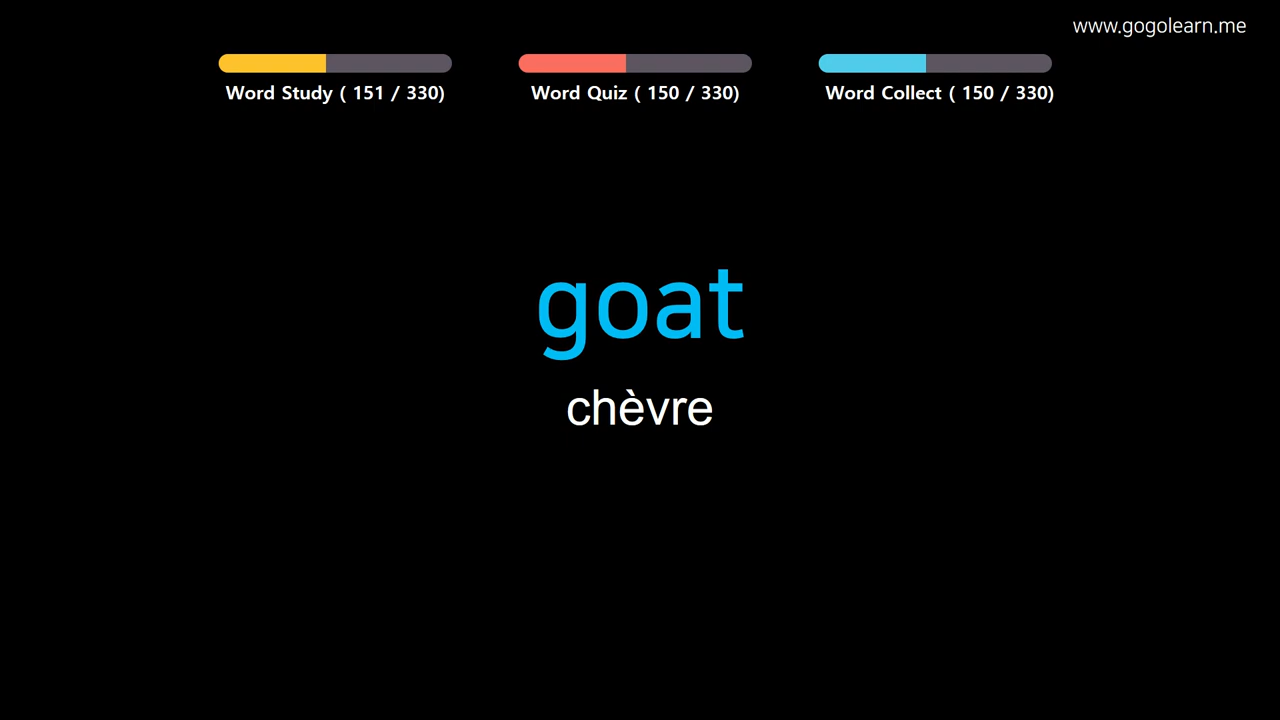 www.gogolearn.me
Word Study ( 151 / 330)
Word Quiz ( 150 / 330)
Word Collect ( 150 / 330)
goat
chèvre